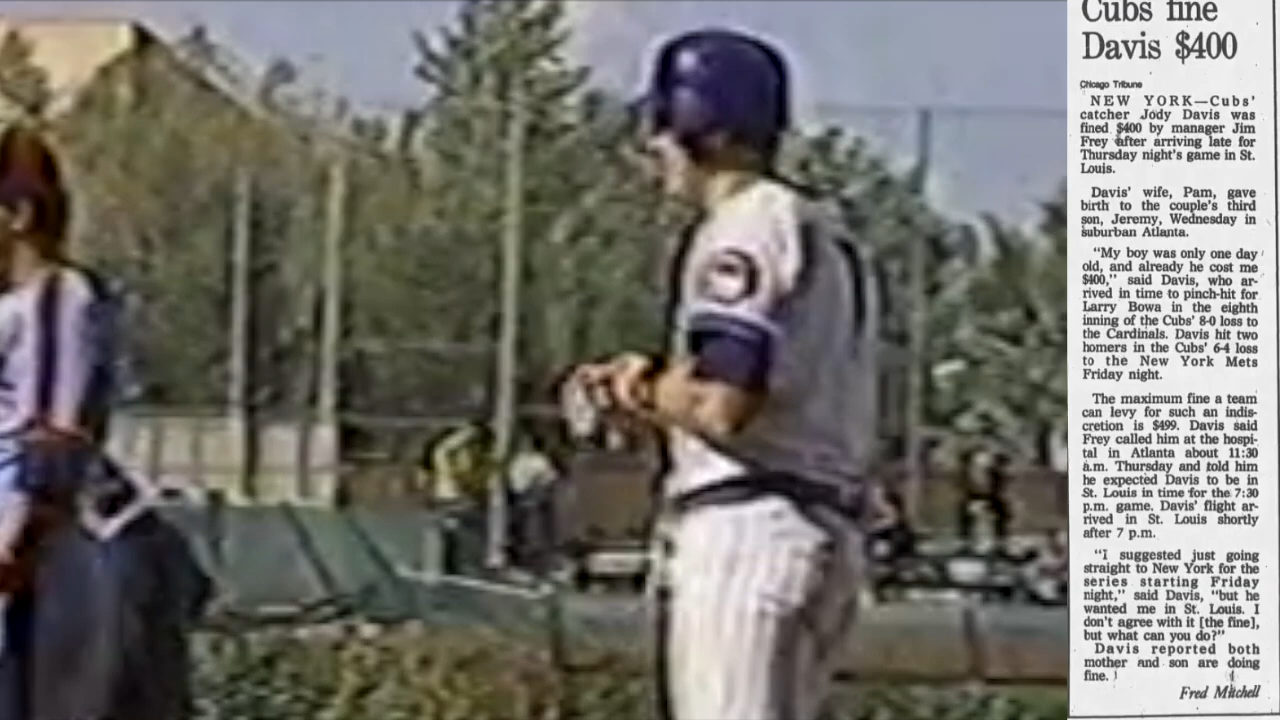 Cubs fine
Davis $400
Chicago Tribune
NEW YORK—Cubs'
catcher Jody Davis was
fined $400 by manager Jim
Frey after arriving late for
Thursday night's game in St.
Louis.
Davis' wife, Pam, gave
birth to the couple's third
son, Jeremy, Wednesday in
suburban Atlanta.
"My boy was only one day
old, and already he cost me
$400," said Davis, who ar-
rived in time to pinch-hit for
Larry Bowa in the eighth
inning of the Cubs' 8-0 loss to
the Cardinals. Davis hit two
homers in the Cubs' 6-4 loss
to the New York Mets
Friday night.
The maximum fine a team
can levy for such an indis-
cretion is $499. Davis said
Frey called him at the hospi-
tal in Atlanta about 11:30
a.m. Thursday and told him
he expected Davis to be in
St. Louis in time for the 7:30
p.m. game. Davis' flight ar-
rived in St. Louis shortly
after 7 p.m.
"I suggested just going
straight to New York for the
series starting Friday
night," said Davis, "but he
wanted me in St. Louis. I
don't agree with it [the fine],
but what can you do?"
Davis reported both
mother and son are doing
fine.
Fred Mitchell